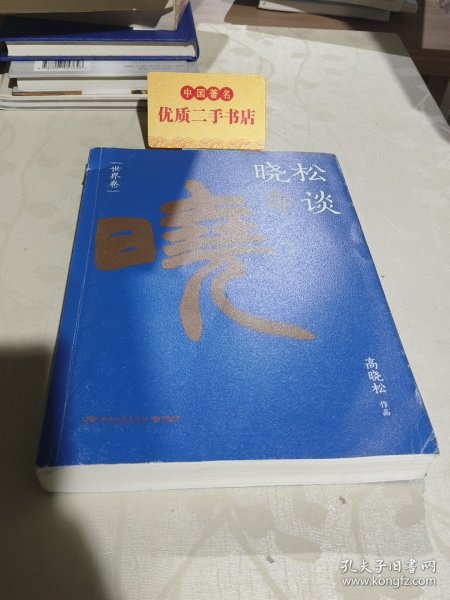 中国著名
优质二手书店
世界卷
晓松
奇谈
曉
高晓松 作品
孔夫子旧书网
www.kongfz.com